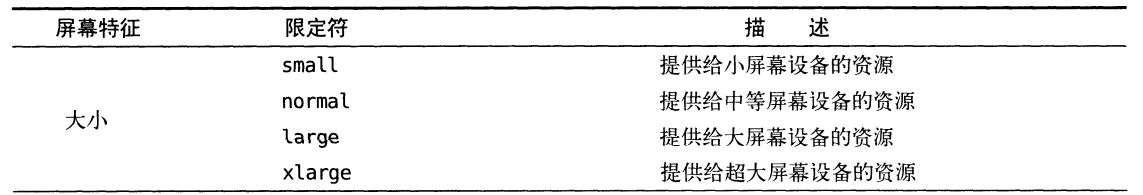 屏幕特征 限定符 描 述
small 提供给小屏幕设备的资源
normal 提供给中等屏幕设备的资源
大小
large 提供给大屏幕设备的资源
xlarge 提供给超大屏幕设备的资源